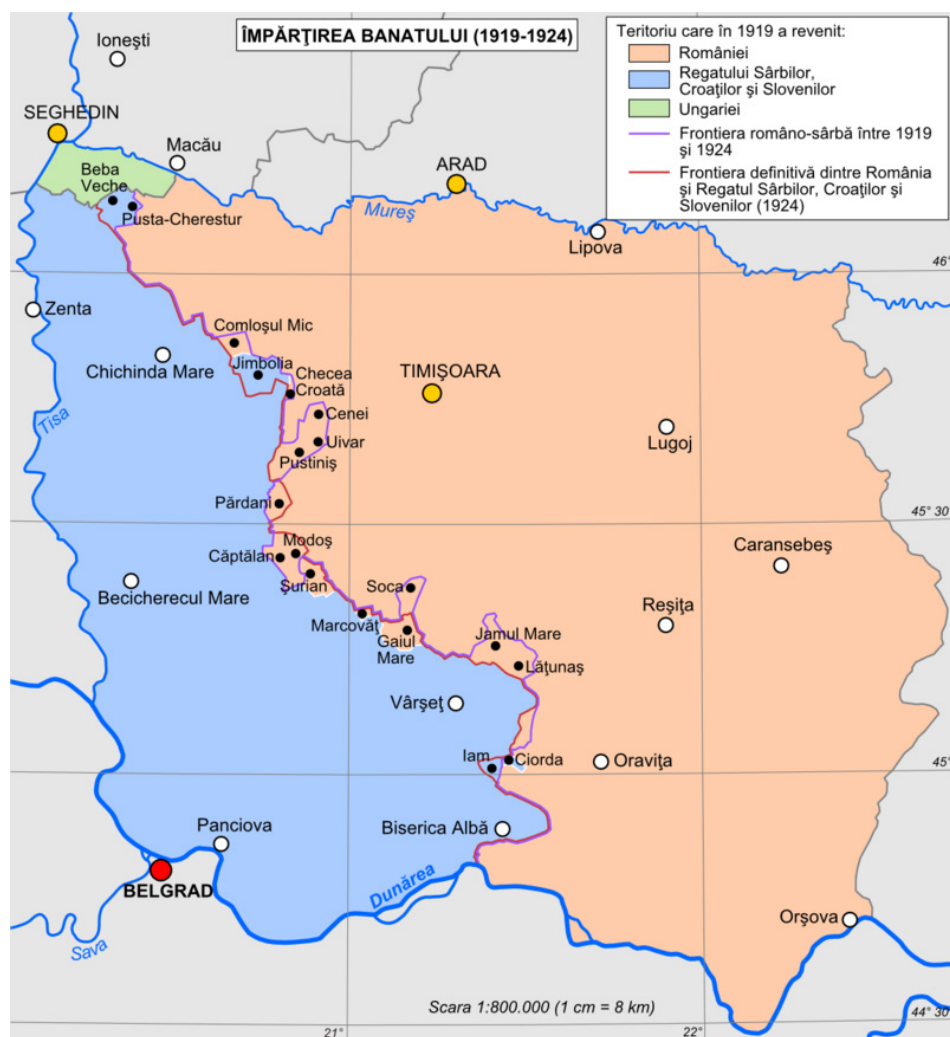 ÎMPĂRŢIREA BANATULUI (1919-1924)
Teritoriu care în 1919 a revenit:
României
Regatului Sârbilor,
Croaţilor şi Slovenilor
Ungariei
Frontiera româno-sârbă între 1919
şi 1924
Frontiera definitivă dintre România
şi Regatul Sârbilor, Croaţilor şi
Slovenilor (1924)
Ioneşti
SEGHEDIN
Macău
ARAD
Beba
Veche
Pusta-Cherestur
Mureş
Lipova
46°
Zenta
Comloşul Mic
Chichinda Mare
Jimbolia
Checea
Croată
TIMIŞOARA
Tisa
Cenei
Uivar
Lugoj
Pustiniş
Părdani
45° 30
Modoş
Căptălan
Caransebeş
Şurian
Soca
Becicherecul Mare
Marcovăţ
Reşiţa
Gaiul
Mare
Jamul Mare
Lăţunaş
Vârşeţ
Iam
Ciorda
Oraviţa
45°
Panciova
Biserica Albă
BELGRAD
Dunărea
Orşova
Sava
Scara 1:800.000 (1 cm = 8 km)
44° 30
21°
22°